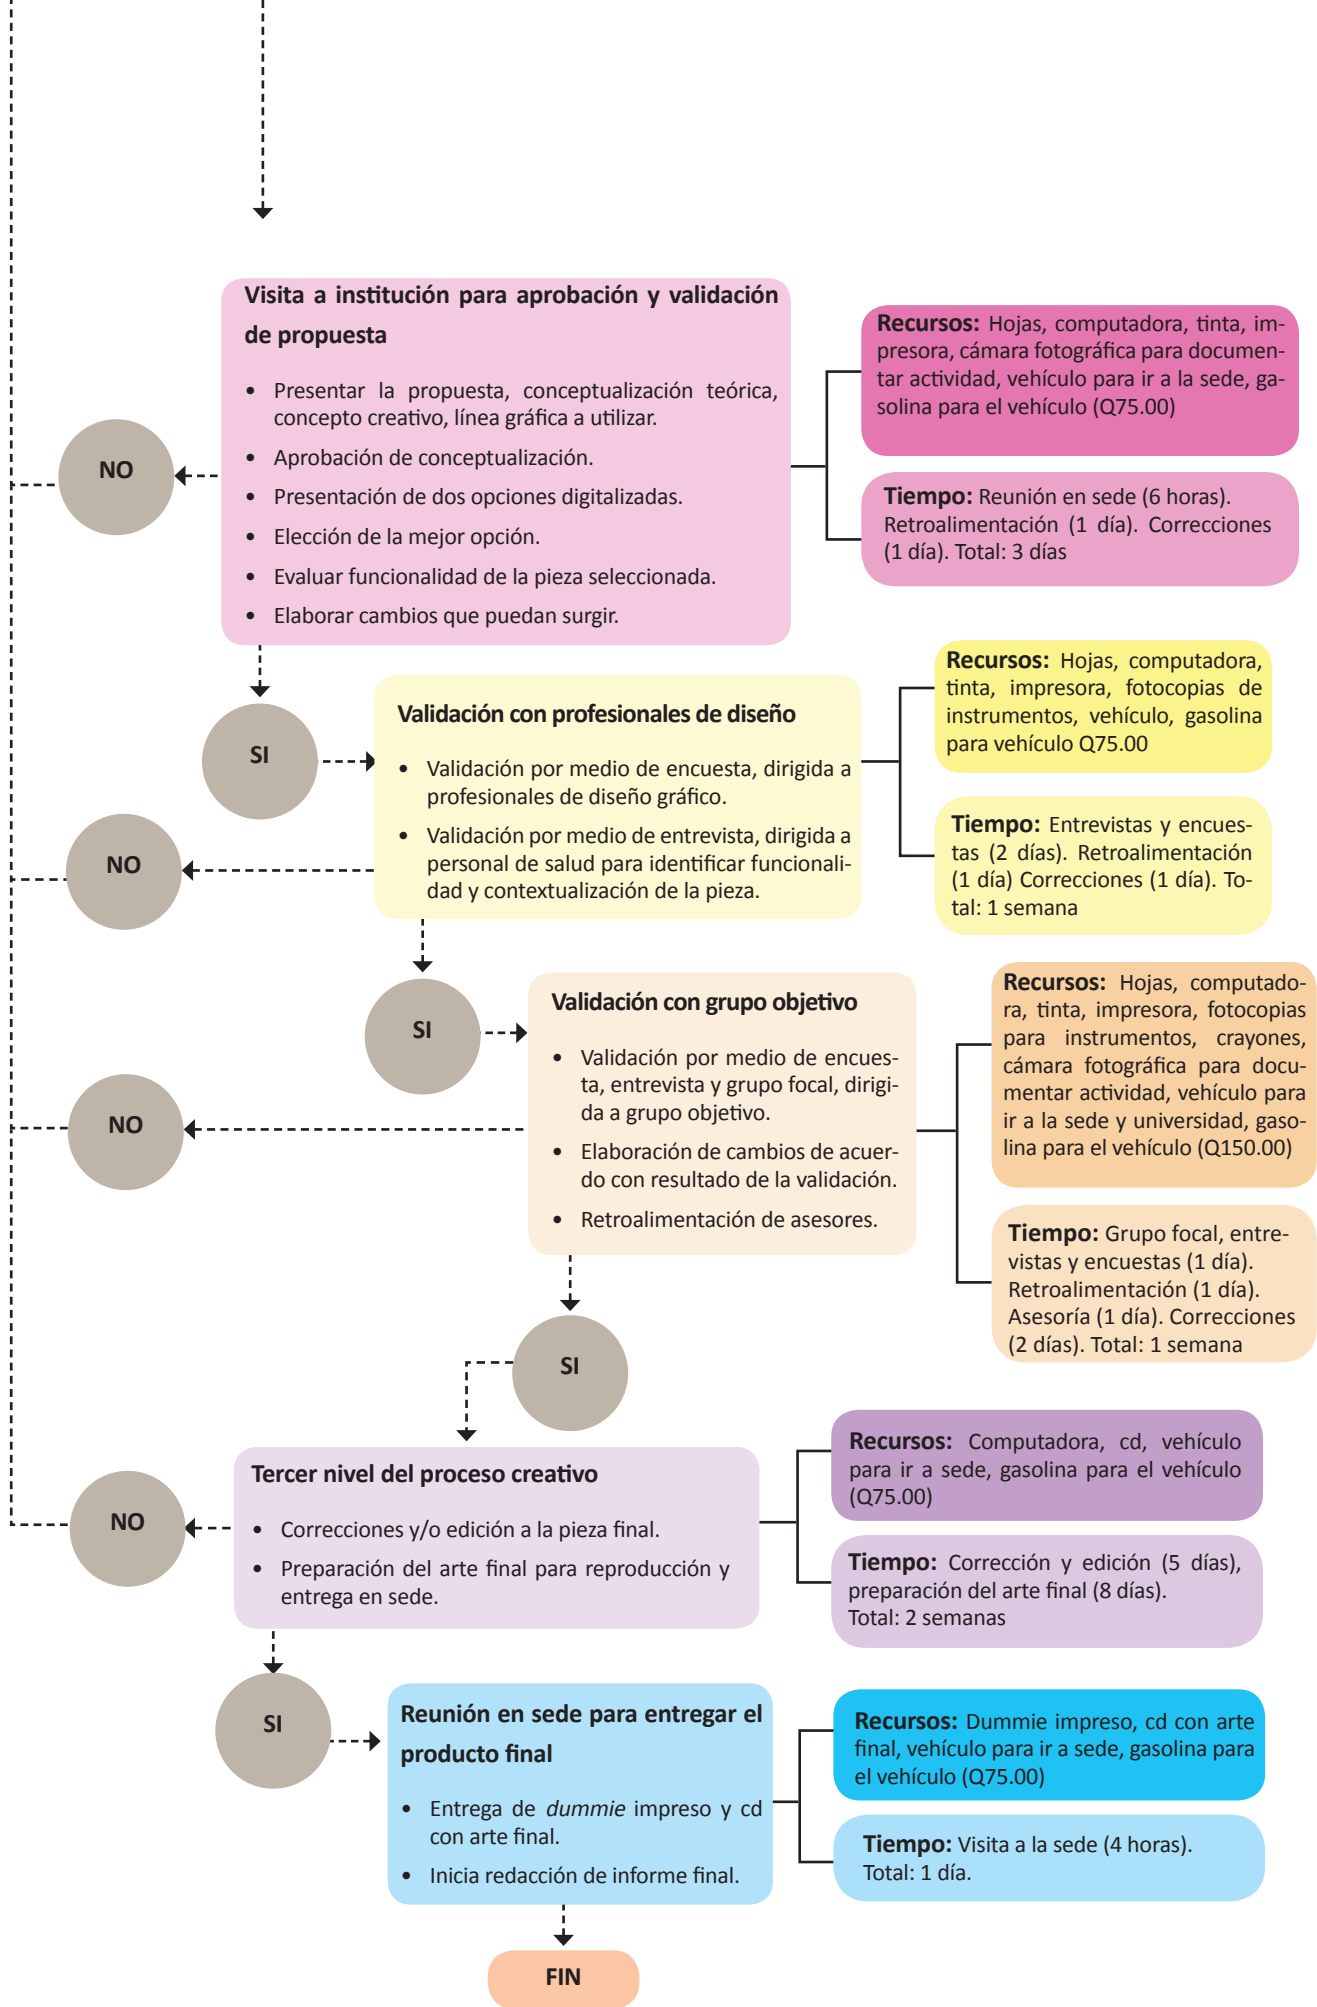 Visita a institución para aprobación y validación
de propuesta
• Presentar la propuesta, conceptualización teórica,
concepto creativo, línea gráfica a utilizar.
• Aprobación de conceptualización.
• Presentación de dos opciones digitalizadas.
• Elección de la mejor opción.
• Evaluar funcionalidad de la pieza seleccionada.
• Elaborar cambios que puedan surgir.
Recursos: Hojas, computadora, tinta, im-
presora, cámara fotográfica para documen-
tar actividad, vehículo para ir a la sede, ga-
solina para el vehículo (Q75.00)
Tiempo: Reunión en sede (6 horas).
Retroalimentación (1 día). Correcciones
(1 día). Total: 3 días
NO
SI
Validación con profesionales de diseño
• Validación por medio de encuesta, dirigida a
profesionales de diseño gráfico.
• Validación por medio de entrevista, dirigida a
personal de salud para identificar funcionali-
dad y contextualización de la pieza.
Recursos: Hojas, computadora,
tinta, impresora, fotocopias de
instrumentos, vehículo, gasolina
para vehículo Q75.00
Tiempo: Entrevistas y encues-
tas (2 días). Retroalimentación
(1 día) Correcciones (1 día). To-
tal: 1 semana
NO
SI
Validación con grupo objetivo
• Validación por medio de encues-
ta, entrevista y grupo focal, dirigi-
da a grupo objetivo.
• Elaboración de cambios de acuer-
do con resultado de la validación.
• Retroalimentación de asesores.
Recursos: Hojas, computado-
ra, tinta, impresora, fotocopias
para instrumentos, crayones,
cámara fotográfica para docu-
mentar actividad, vehículo para
ir a la sede y universidad, gaso-
lina para el vehículo (Q150.00)
Tiempo: Grupo focal, entre-
vistas y encuestas (1 día).
Retroalimentación (1 día).
Asesoría (1 día). Correcciones
(2 días). Total: 1 semana
NO
SI
Tercer nivel del proceso creativo
• Correcciones y/o edición a la pieza final.
• Preparación del arte final para reproducción y
entrega en sede.
Recursos: Computadora, cd, vehículo
para ir a sede, gasolina para el vehículo
(Q75.00)
Tiempo: Corrección y edición (5 días),
preparación del arte final (8 días).
Total: 2 semanas
NO
SI
Reunión en sede para entregar el
producto final
• Entrega de dummie impreso y cd
con arte final.
• Inicia redacción de informe final.
Recursos: Dummie impreso, cd con arte
final, vehículo para ir a sede, gasolina para
el vehículo (Q75.00)
Tiempo: Visita a la sede (4 horas).
Total: 1 día.
FIN